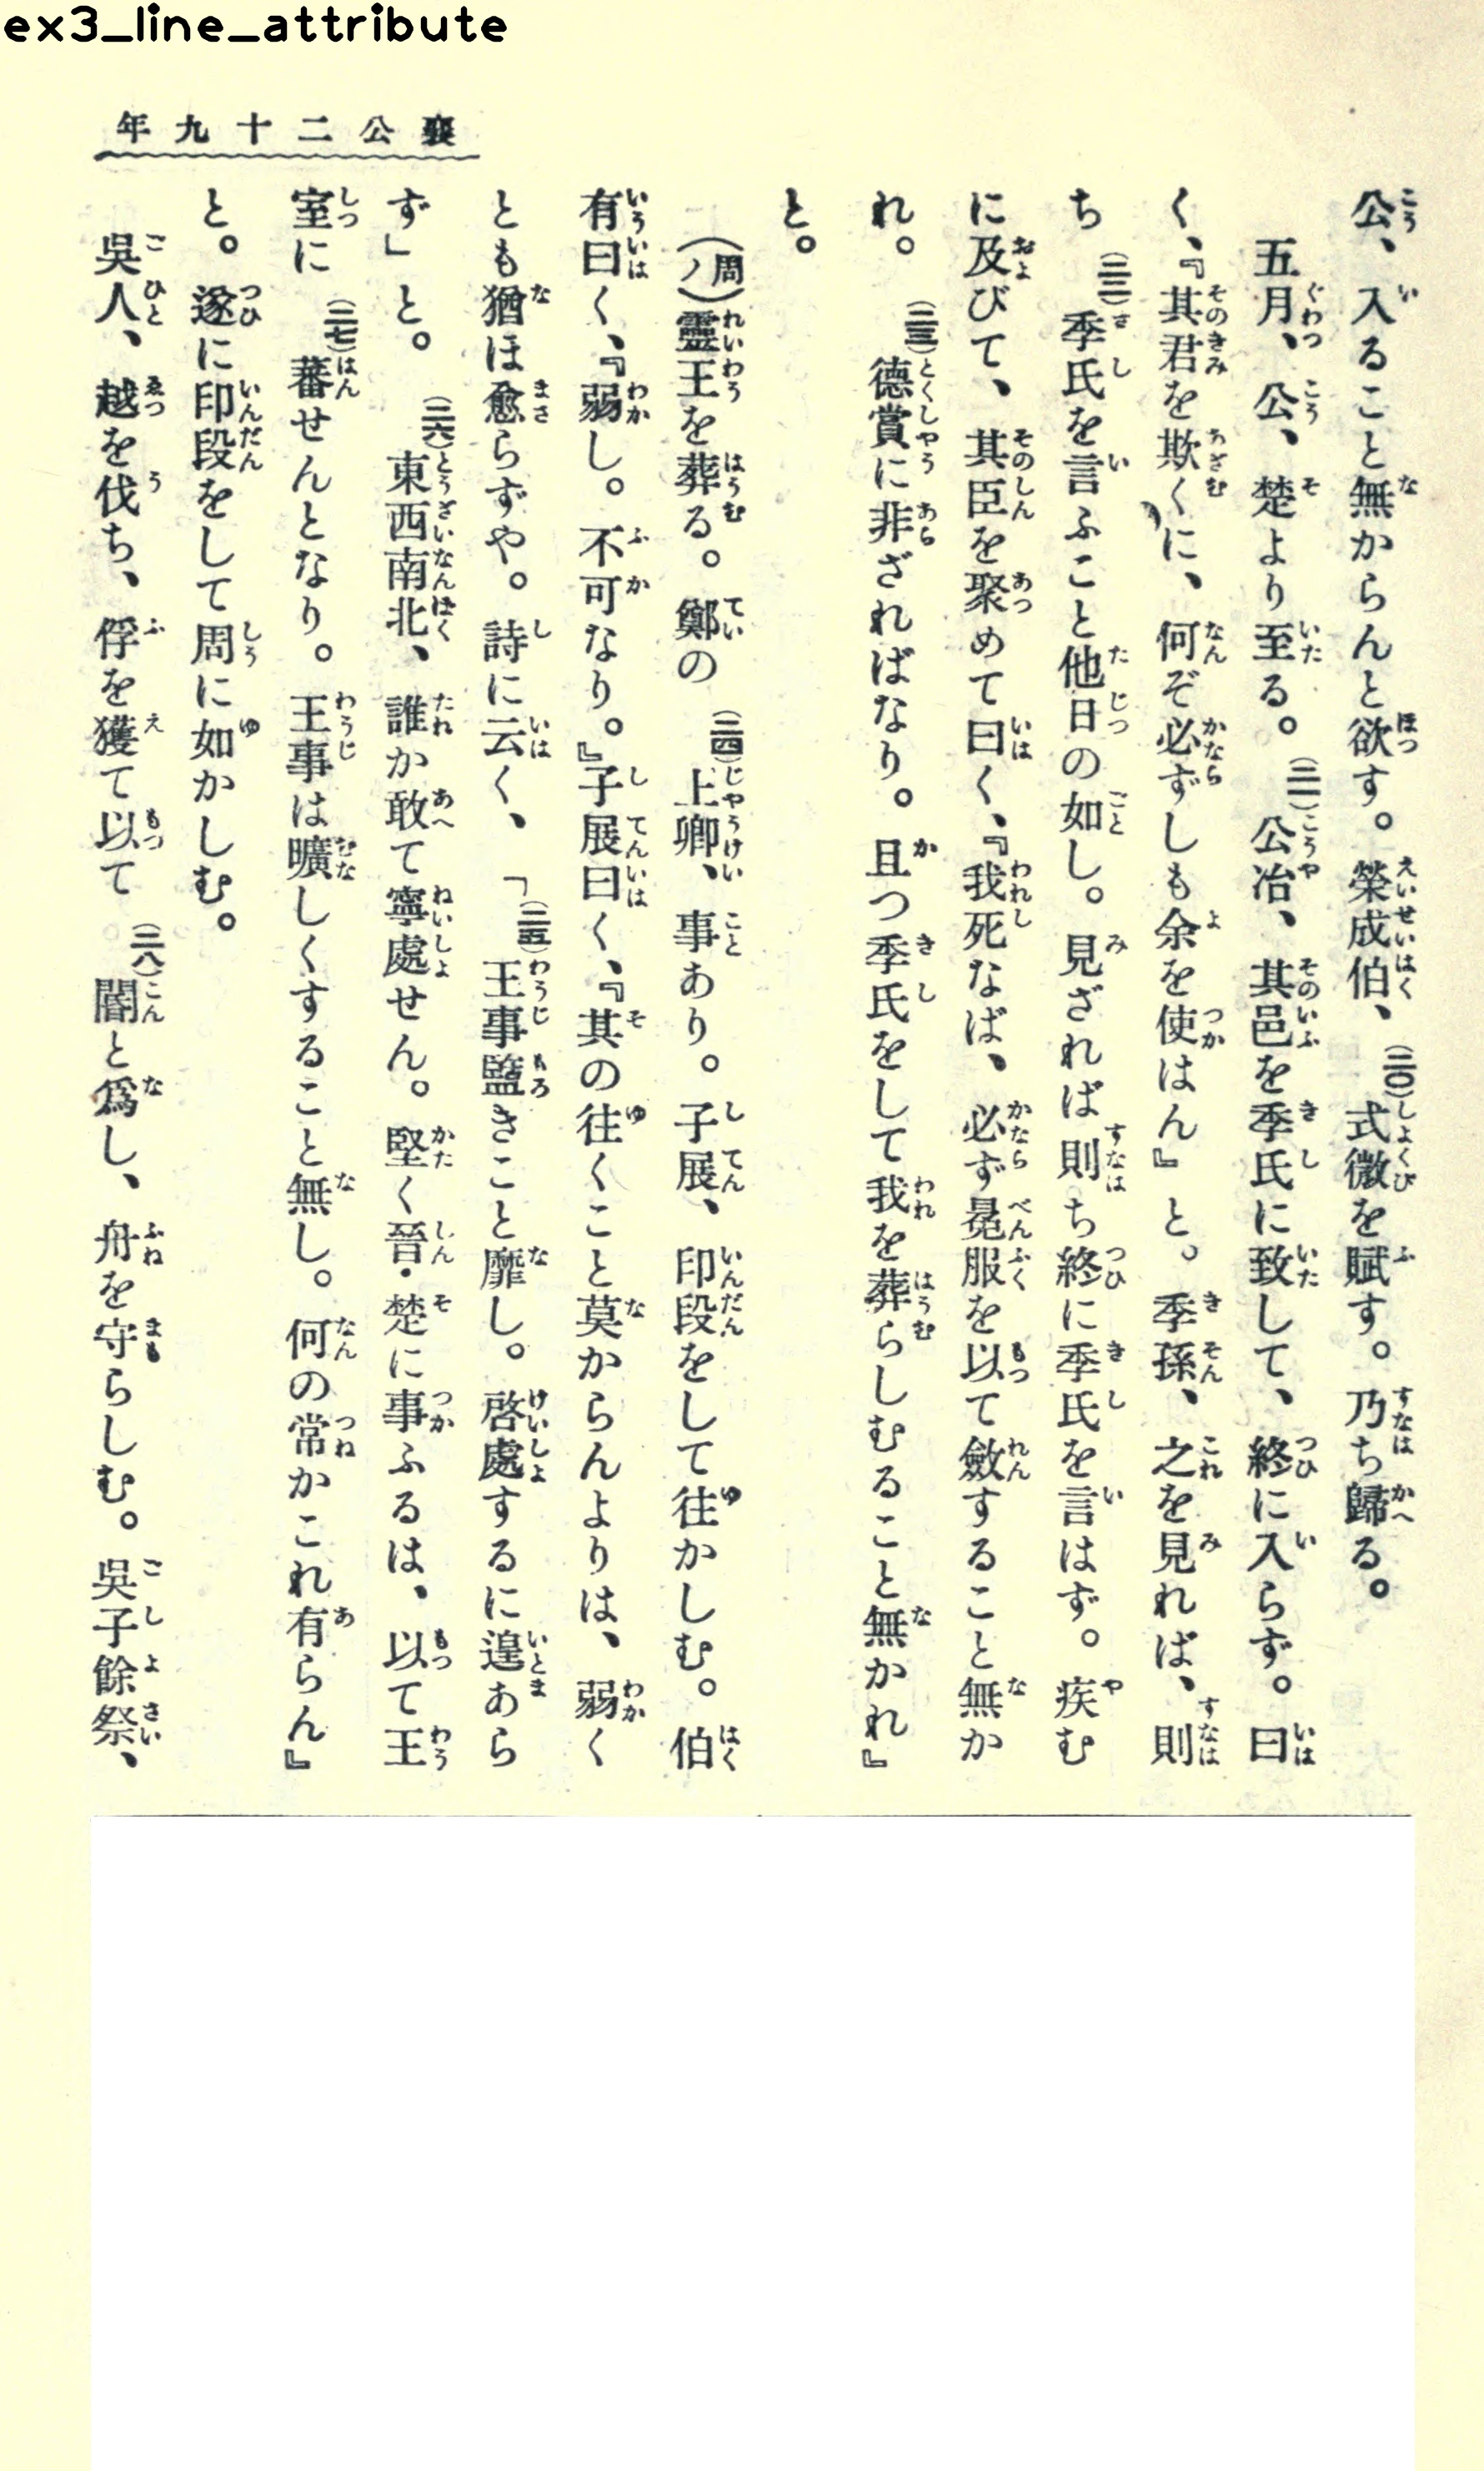 ex3_line_attribute
襄公二十九年
公、入ること無からんと欲す。榮成伯、（二〇）式微を賦す。乃ち歸る。
五月、公、楚より至る。（二一）公冶、其邑を季氏に致して、終に入らず。曰
く、『其君を欺くに、何ぞ必ずしも余を使はん』と。季孫、之を見れば、則
ち（二二）季氏を言ふこと他日の如し。見ざれば則ち終に季氏を言はず。疾む
に及びて、其臣を聚めて曰く、『我死なば、必ず冕服を以て斂すること無か
れ。（二三）德賞に非ざればなり。且つ季氏をして我を葬らしむること無かれ』
と。
（周ノ）靈王を葬る。鄭の（二四）上卿、事あり。子展、印段をして往かしむ。伯
有曰く、『弱し。不可なり。』子展曰く、『其の往くこと莫からんよりは、弱く
とも猶ほ愈らずや。詩に云く、「（二五）王事盬きこと靡し。啓處するに遑あら
ず」と。（二六）東西南北、誰か敢て寧處せん。堅く晉・楚に事ふるは、以て王
室に（二七）蕃せんとなり。王事は曠しくすること無し。何の常かこれ有らん』
と。遂に印段をして周に如かしむ。
吳人、越を伐ち、俘を獲て以て（二八）閽と爲し、舟を守らしむ。吳子餘祭、